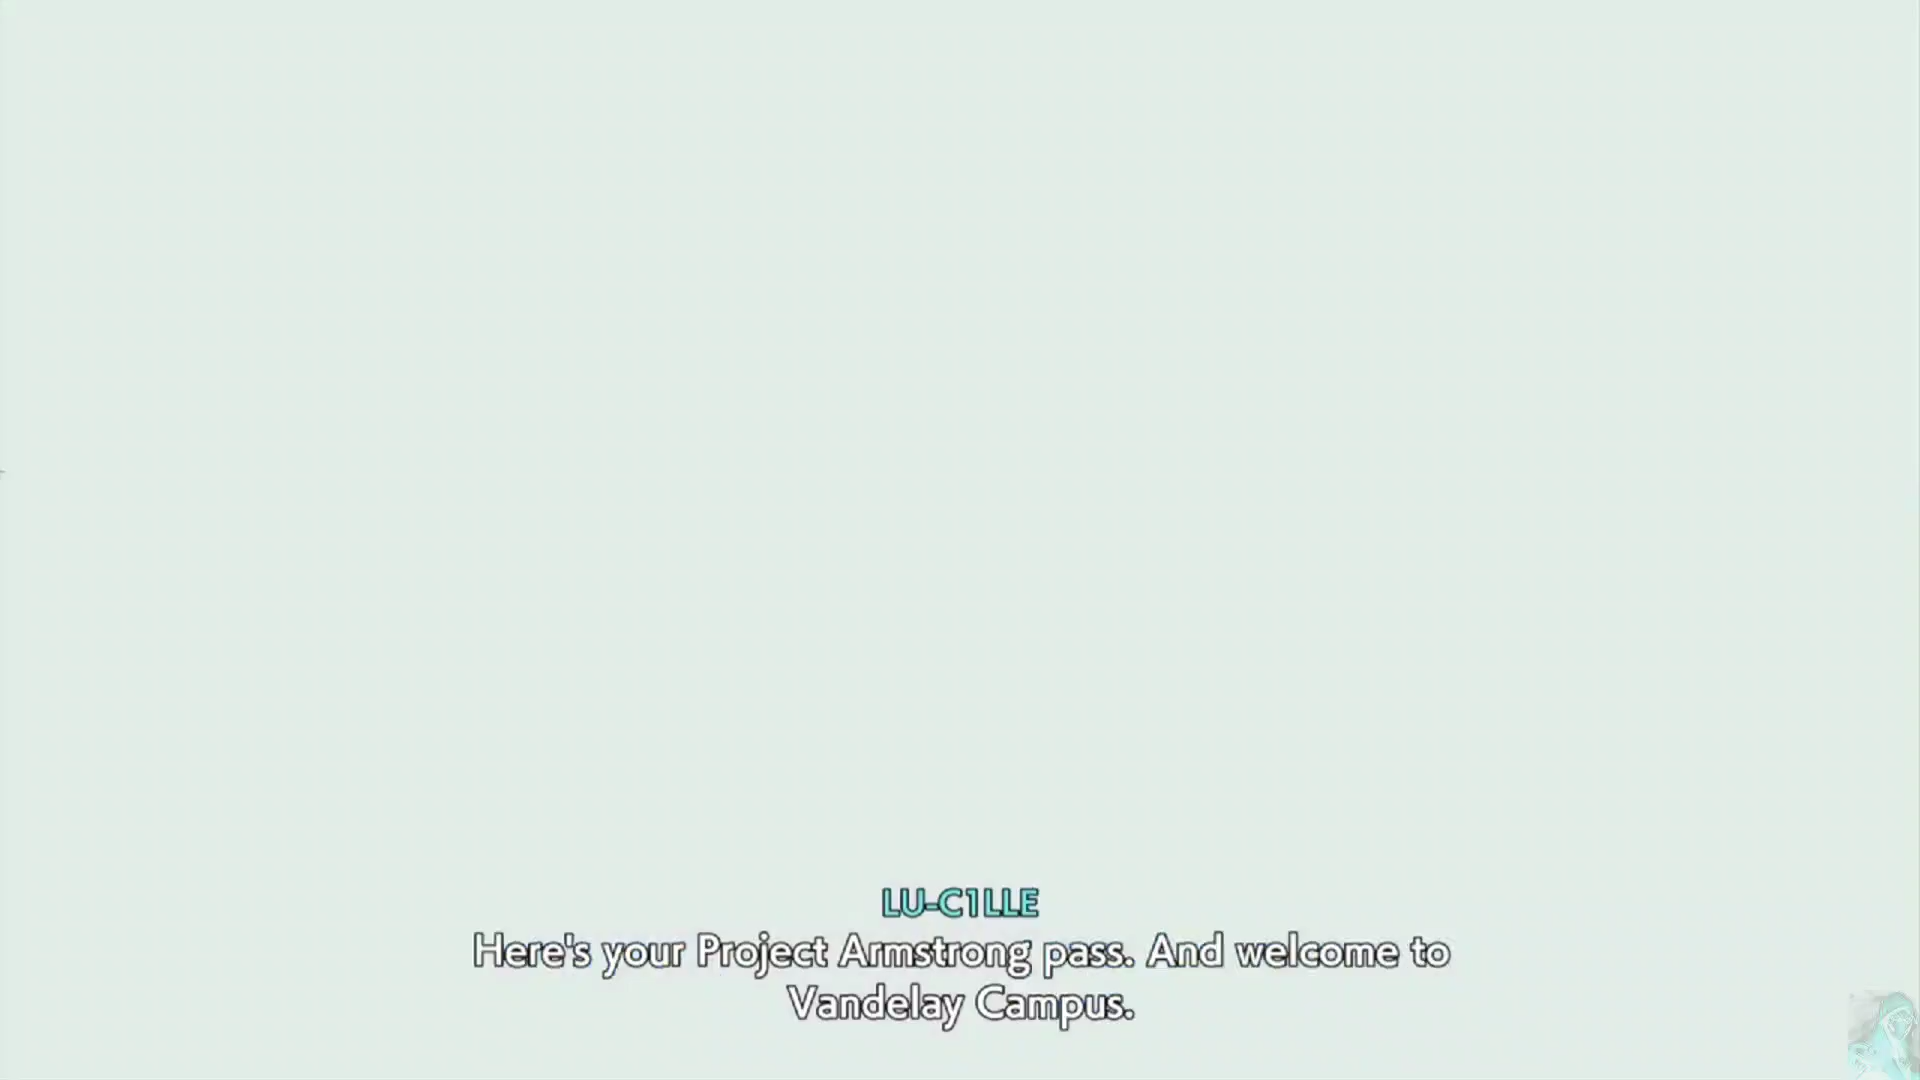 LU-C1LLE
Here's your Project Armstrong pass. And welcome to
Vandelay Campus.